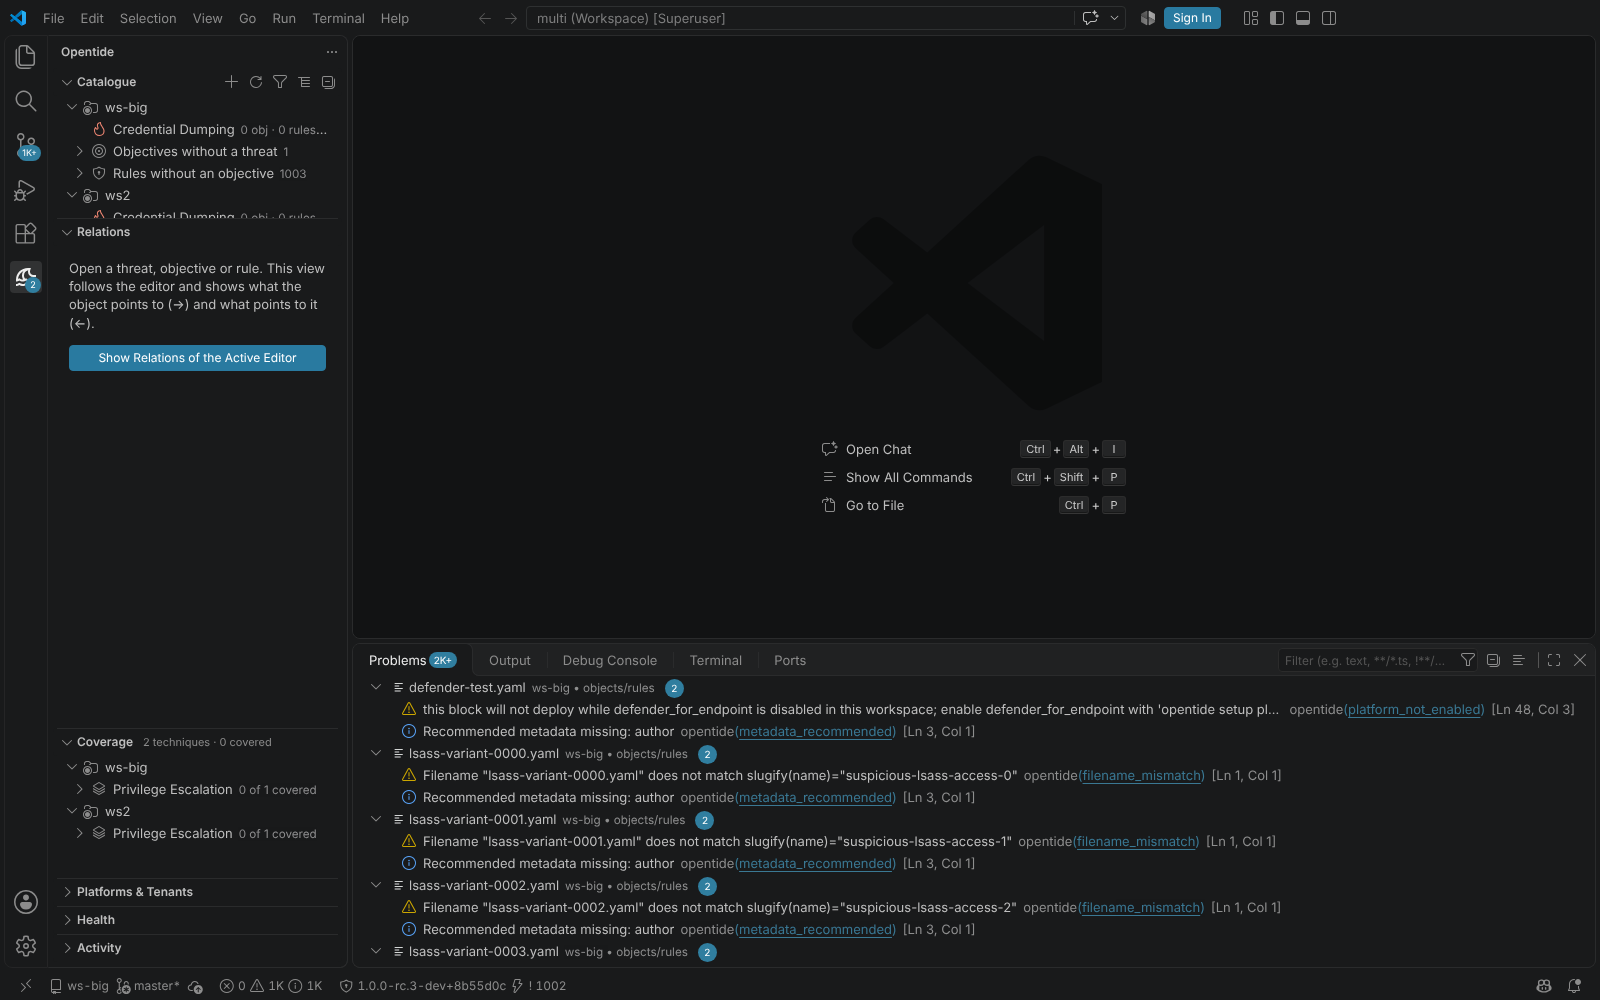 File Edit Selection View Go Run Terminal Help
multi (Workspace) [Superuser]
Sign In
Opentide
Catalogue
ws-big
Credential Dumping 0 obj · 0 rules...
Objectives without a threat 1
Rules without an objective 1003
ws2
Credential Dumping 0 obj · 0 rules
1K+
2
Relations
Open a threat, objective or rule. This view
follows the editor and shows what the
object points to (→) and what points to it
(←).
Show Relations of the Active Editor
Open Chat Ctrl + Alt + I
Show All Commands Ctrl + Shift + P
Go to File Ctrl + P
Coverage 2 techniques · 0 covered
ws-big
Privilege Escalation 0 of 1 covered
ws2
Privilege Escalation 0 of 1 covered
Platforms & Tenants
Health
Activity
Problems 2K+ Output Debug Console Terminal Ports
Filter (e.g. text, **/*.ts, !**/...
defender-test.yaml ws-big • objects/rules 2
this block will not deploy while defender_for_endpoint is disabled in this workspace; enable defender_for_endpoint with 'opentide setup pl... opentide(platform_not_enabled) [Ln 48, Col 3]
Recommended metadata missing: author opentide(metadata_recommended) [Ln 3, Col 1]
lsass-variant-0000.yaml ws-big • objects/rules 2
Filename "lsass-variant-0000.yaml" does not match slugify(name)="suspicious-lsass-access-0" opentide(filename_mismatch) [Ln 1, Col 1]
Recommended metadata missing: author opentide(metadata_recommended) [Ln 3, Col 1]
lsass-variant-0001.yaml ws-big • objects/rules 2
Filename "lsass-variant-0001.yaml" does not match slugify(name)="suspicious-lsass-access-1" opentide(filename_mismatch) [Ln 1, Col 1]
Recommended metadata missing: author opentide(metadata_recommended) [Ln 3, Col 1]
lsass-variant-0002.yaml ws-big • objects/rules 2
Filename "lsass-variant-0002.yaml" does not match slugify(name)="suspicious-lsass-access-2" opentide(filename_mismatch) [Ln 1, Col 1]
Recommended metadata missing: author opentide(metadata_recommended) [Ln 3, Col 1]
lsass-variant-0003.yaml ws-big • objects/rules 2
ws-big master* 0 1K 1K 1.0.0-rc.3-dev+8b55d0c ! 1002